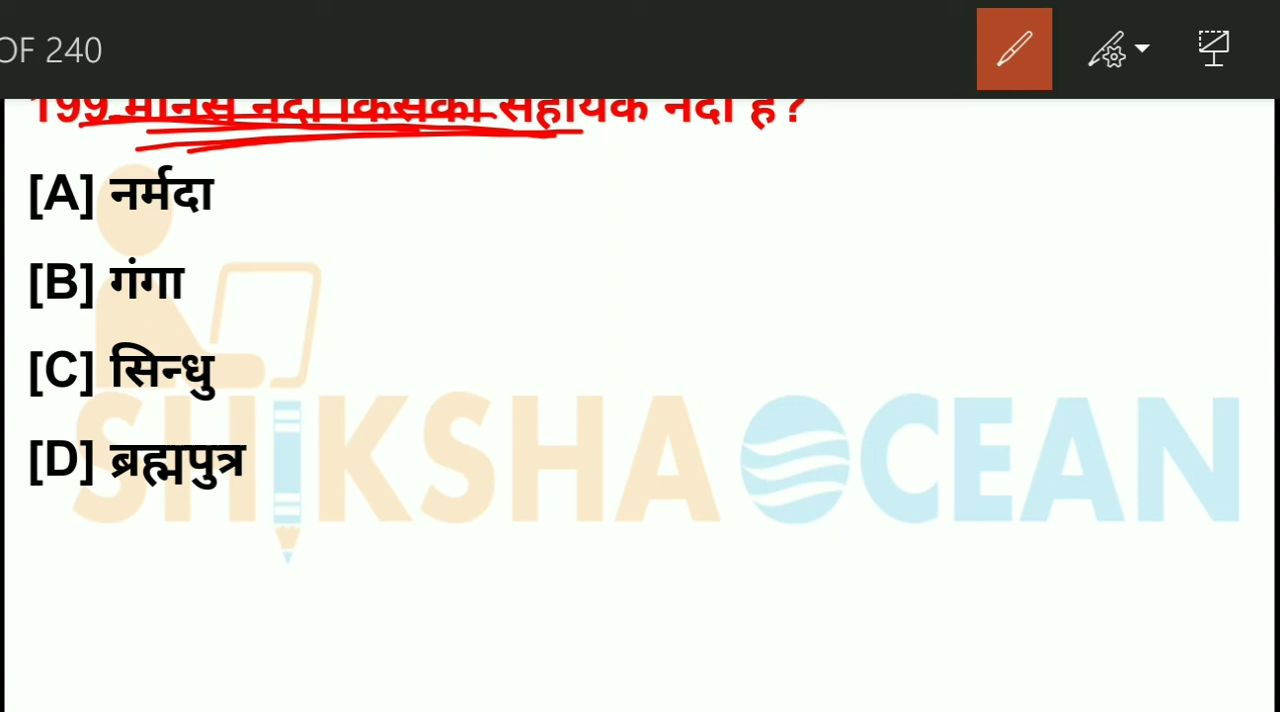 OF 240
199 मानस नदी किसकी सहायक नदी है?
[A] नर्मदा
[B] गंगा
[C] सिन्धु
[D] ब्रह्मपुत्र
SHIKSHA OCEAN